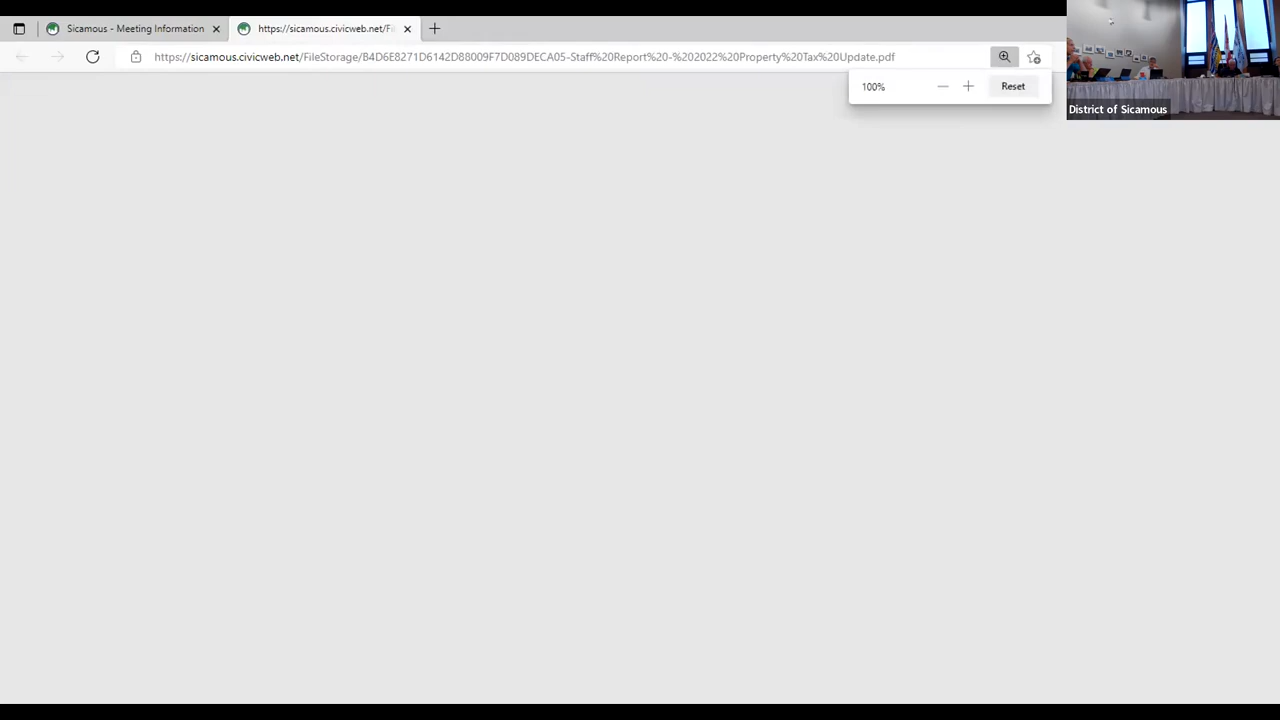 Sicamous - Meeting Information
https://sicamous.civicweb.net/Fi
https://sicamous.civicweb.net/FileStorage/B4D6E8271D6142D88009F7D089DECA05-Staff%20Report%20-%202022%20Property%20Tax%20Update.pdf
100%
Reset
District of Sicamous